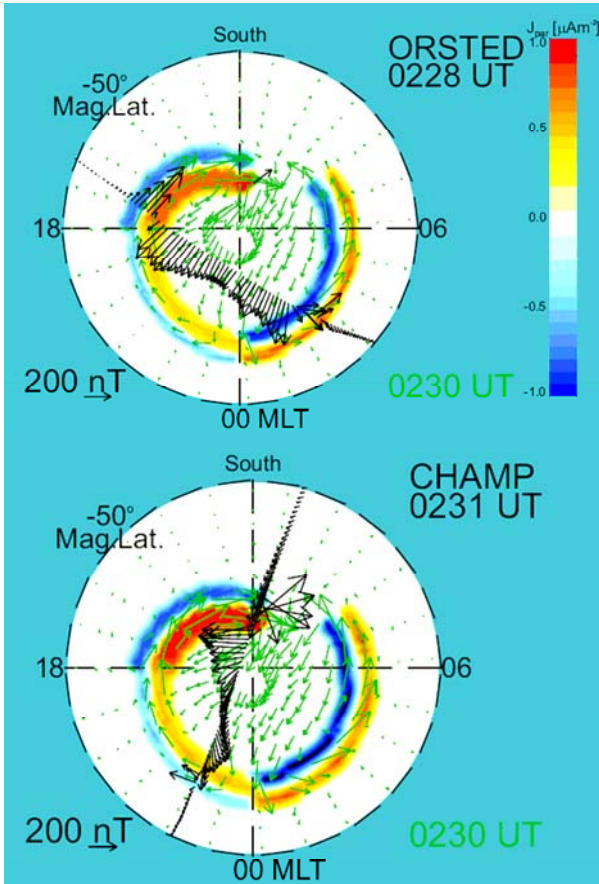 South
J_par [μAm⁻²]
ORSTED
0228 UT
1.0
0.5
0.0
-0.5
-1.0
-50°
Mag.Lat.
18
06
200 nT
0230 UT
00 MLT
South
CHAMP
0231 UT
-50°
Mag.Lat.
18
06
200 nT
0230 UT
00 MLT